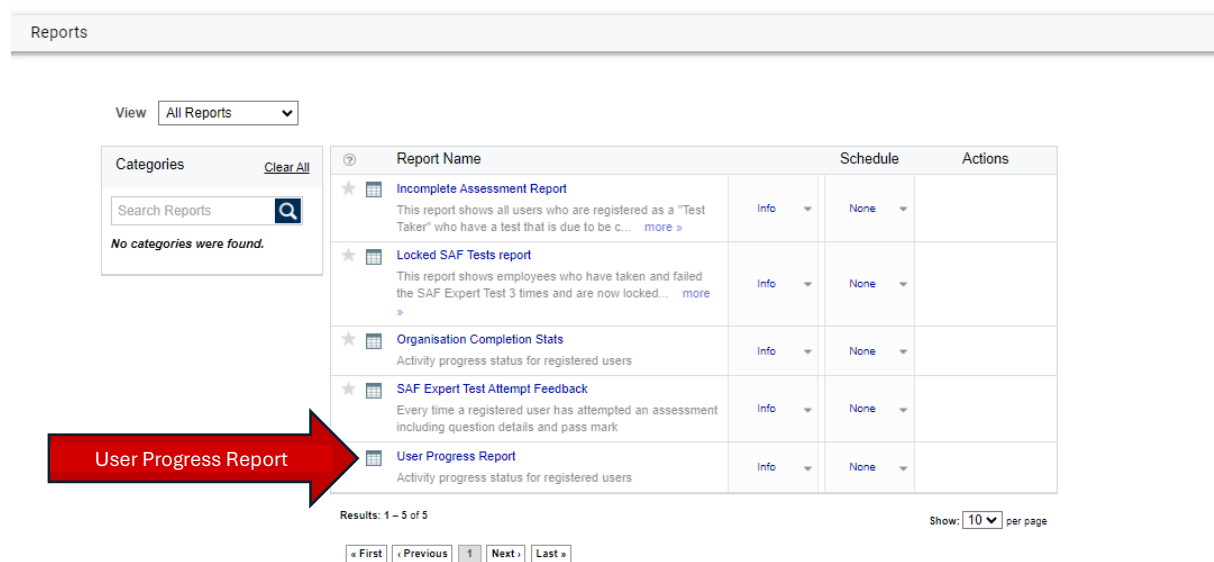 Reports
View All Reports
Categories Clear All
Search Reports
No categories were found.
Report Name Schedule Actions
Incomplete Assessment Report
This report shows all users who are registered as a "Test
Taker" who have a test that is due to be c... more »
Info None
Locked SAF Tests report
This report shows employees who have taken and failed
the SAF Expert Test 3 times and are now locked... more
»
Info None
Organisation Completion Stats
Activity progress status for registered users
Info None
SAF Expert Test Attempt Feedback
Every time a registered user has attempted an assessment
including question details and pass mark
Info None
User Progress Report
User Progress Report
Activity progress status for registered users
Info None
Results: 1 – 5 of 5
Show: 10 per page
« First ‹ Previous 1 Next › Last »